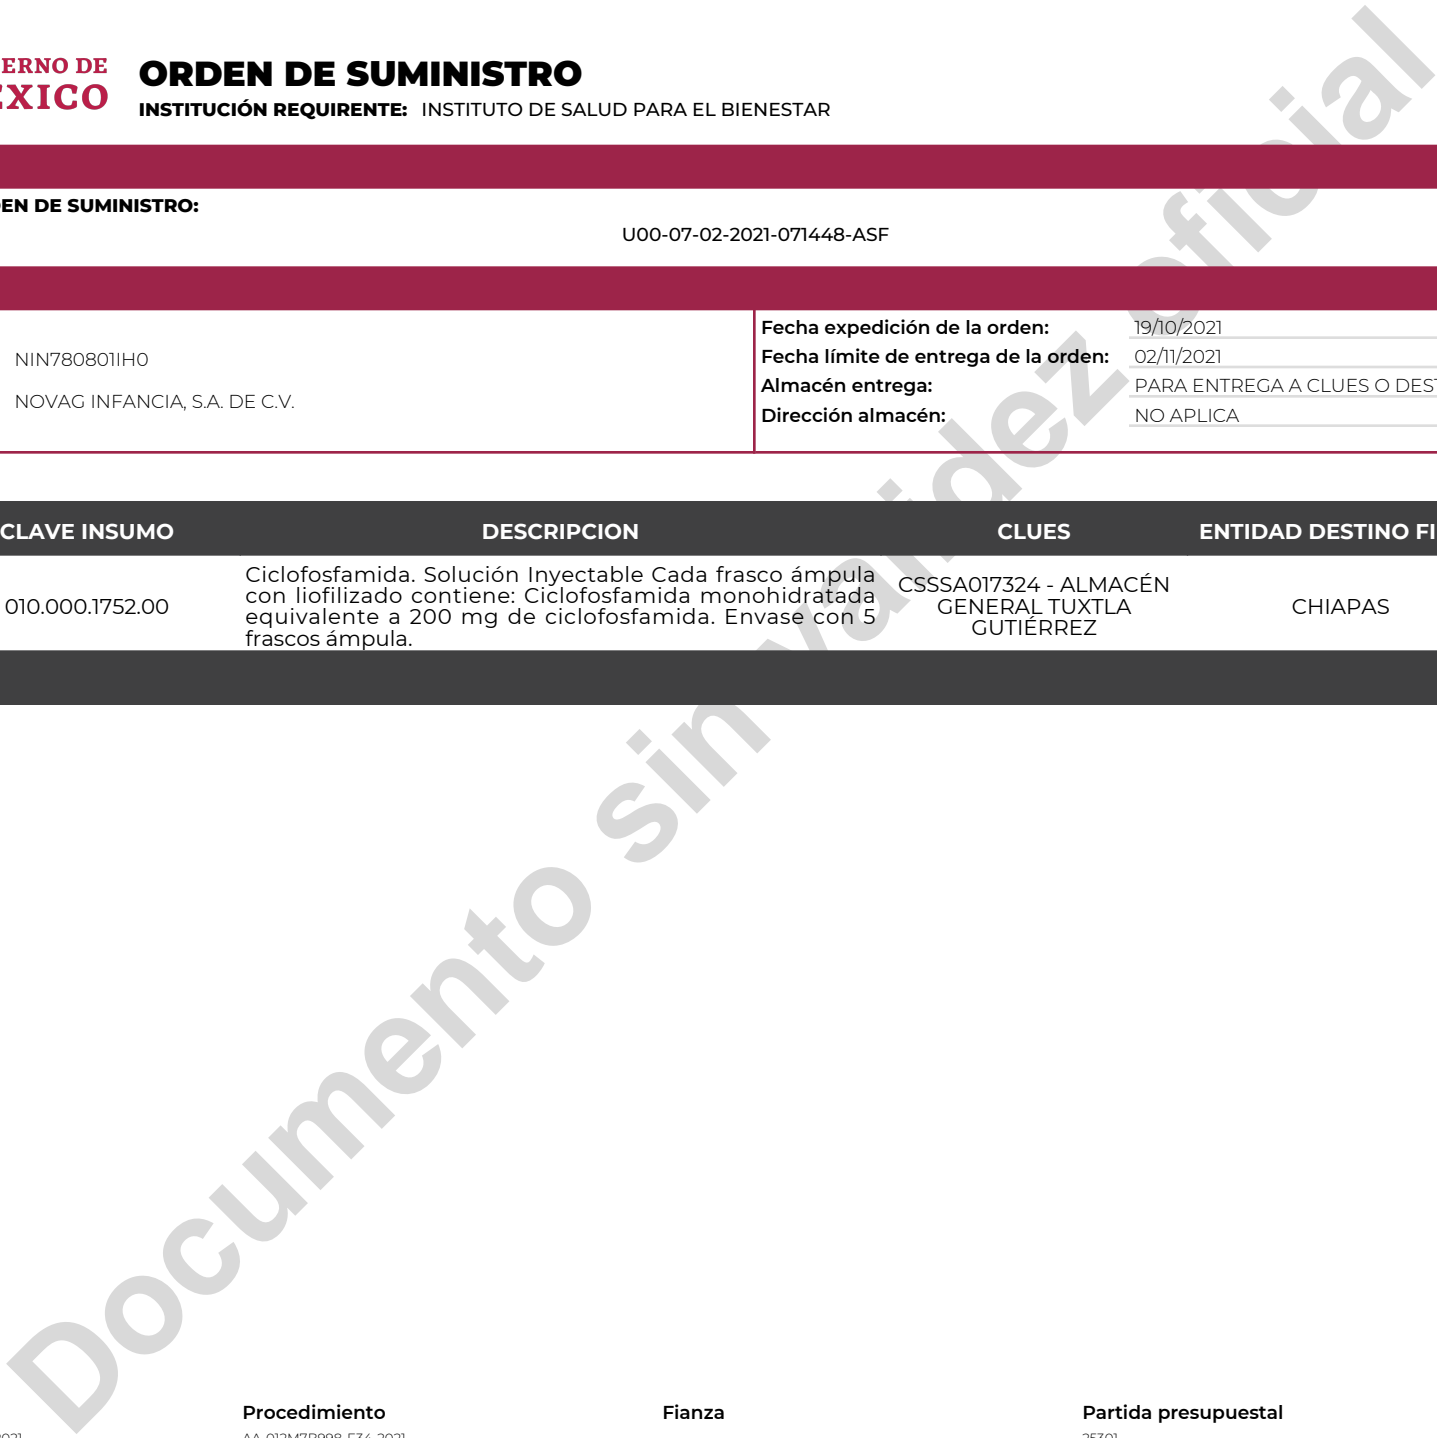 ERNO DE
EXICO
ORDEN DE SUMINISTRO
INSTITUCIÓN REQUIRENTE: INSTITUTO DE SALUD PARA EL BIENESTAR
EN DE SUMINISTRO:
U00-07-02-2021-071448-ASF
NIN780801IH0
NOVAG INFANCIA, S.A. DE C.V.
Fecha expedición de la orden: 19/10/2021
Fecha límite de entrega de la orden: 02/11/2021
Almacén entrega: PARA ENTREGA A CLUES O DEST
Dirección almacén: NO APLICA
CLAVE INSUMO DESCRIPCION CLUES ENTIDAD DESTINO FI
010.000.1752.00
Ciclofosfamida. Solución Inyectable Cada frasco ámpula
con liofilizado contiene: Ciclofosfamida monohidratada
equivalente a 200 mg de ciclofosfamida. Envase con 5
frascos ámpula.
CSSSA017324 - ALMACÉN
GENERAL TUXTLA
GUTIÉRREZ
CHIAPAS
Documento sin validez oficial
Procedimiento Fianza Partida presupuestal